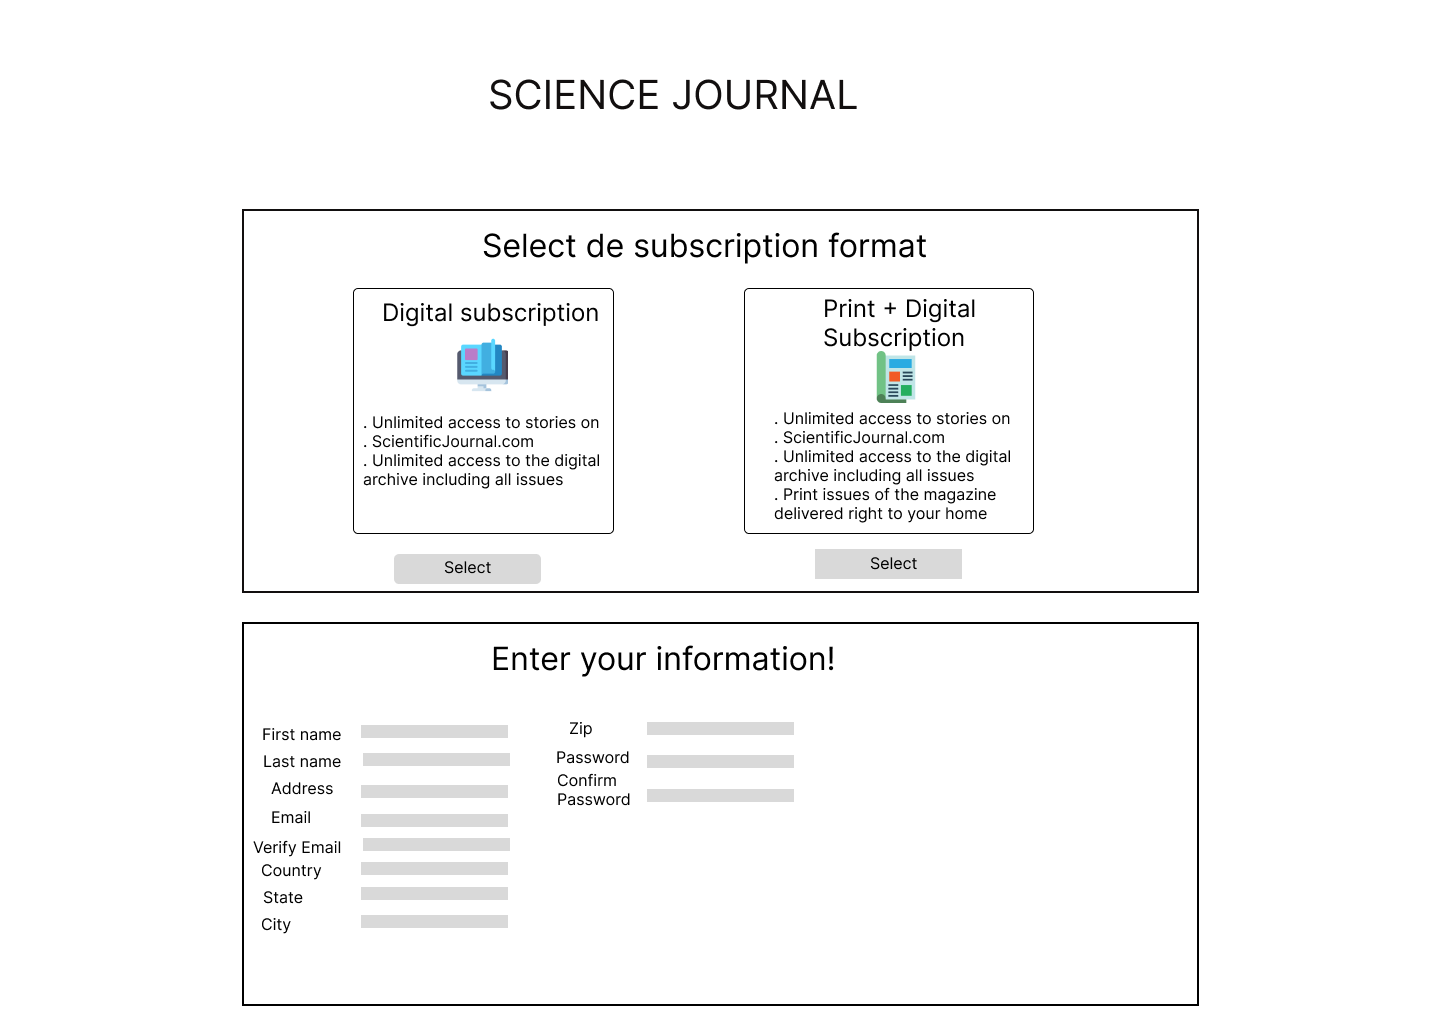 SCIENCE JOURNAL
Select de subscription format
Digital subscription
. Unlimited access to stories on
. ScientificJournal.com
. Unlimited access to the digital
archive including all issues
Select
Print + Digital
Subscription
. Unlimited access to stories on
. ScientificJournal.com
. Unlimited access to the digital
archive including all issues
. Print issues of the magazine
delivered right to your home
Select
Enter your information!
First name
Last name
Address
Email
Verify Email
Country
State
City
Zip
Password
Confirm
Password